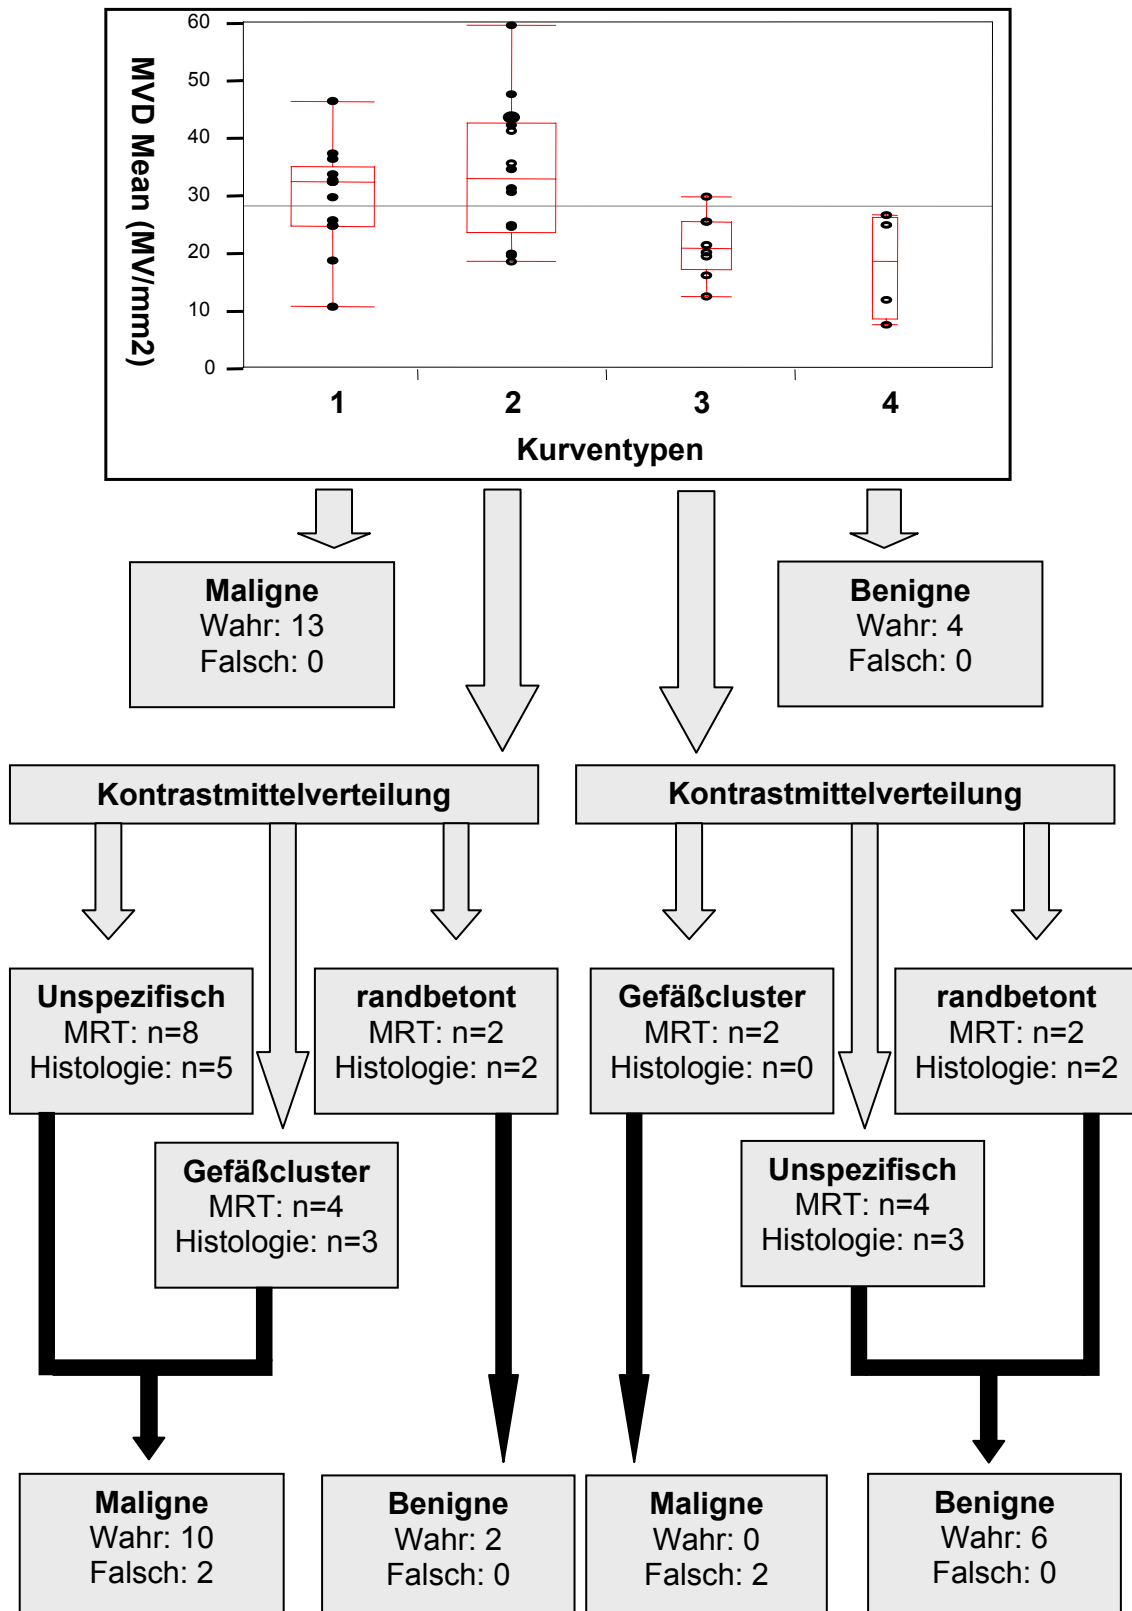 60
50
40
30
20
10
0
MVD Mean (MV/mm2)
1 2 3 4
Kurventypen
Maligne
Wahr: 13
Falsch: 0
Benigne
Wahr: 4
Falsch: 0
Kontrastmittelverteilung
Kontrastmittelverteilung
Unspezifisch
MRT: n=8
Histologie: n=5
randbetont
MRT: n=2
Histologie: n=2
Gefäßcluster
MRT: n=2
Histologie: n=0
randbetont
MRT: n=2
Histologie: n=2
Gefäßcluster
MRT: n=4
Histologie: n=3
Unspezifisch
MRT: n=4
Histologie: n=3
Maligne
Wahr: 10
Falsch: 2
Benigne
Wahr: 2
Falsch: 0
Maligne
Wahr: 0
Falsch: 2
Benigne
Wahr: 6
Falsch: 0